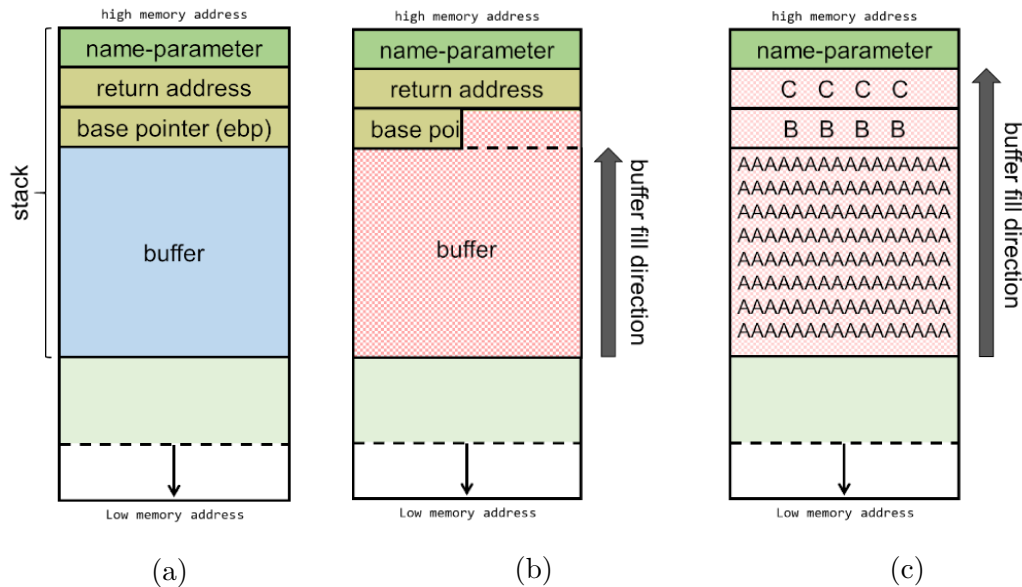 high memory address
name-parameter
return address
base pointer (ebp)
stack
buffer
Low memory address
(a)
high memory address
name-parameter
return address
base poi
buffer
buffer fill direction
Low memory address
(b)
high memory address
name-parameter
C C C C
B B B B
AAAAAAAAAAAAAAAA
AAAAAAAAAAAAAAAA
AAAAAAAAAAAAAAAA
AAAAAAAAAAAAAAAA
AAAAAAAAAAAAAAAA
AAAAAAAAAAAAAAAA
AAAAAAAAAAAAAAAA
AAAAAAAAAAAAAAAA
buffer fill direction
Low memory address
(c)